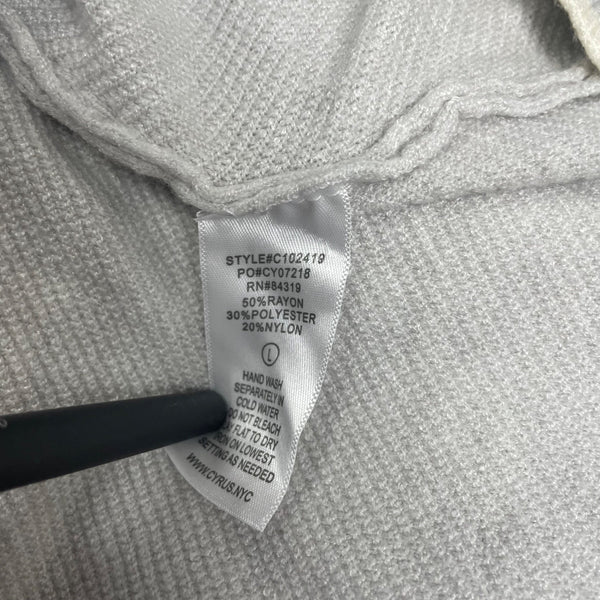 STYLE#C102419
PO#CY07218
RN#84319
50%RAYON
30%POLYESTER
20%NYLON
L
HAND WASH
SEPARATELY IN
COLD WATER
DO NOT BLEACH
FLAT TO DRY
IRON ON LOWEST
SETTING AS NEEDED
WWW.CYRUS.NYC